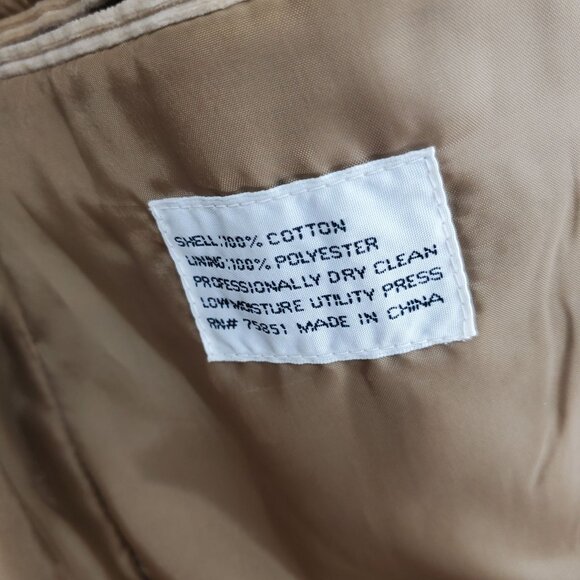 SHELL:100% COTTON
LINING:100% POLYESTER
PROFESSIONALLY DRY CLEAN
LOW MOISTURE UTILITY PRESS
RN# 75851 MADE IN CHINA